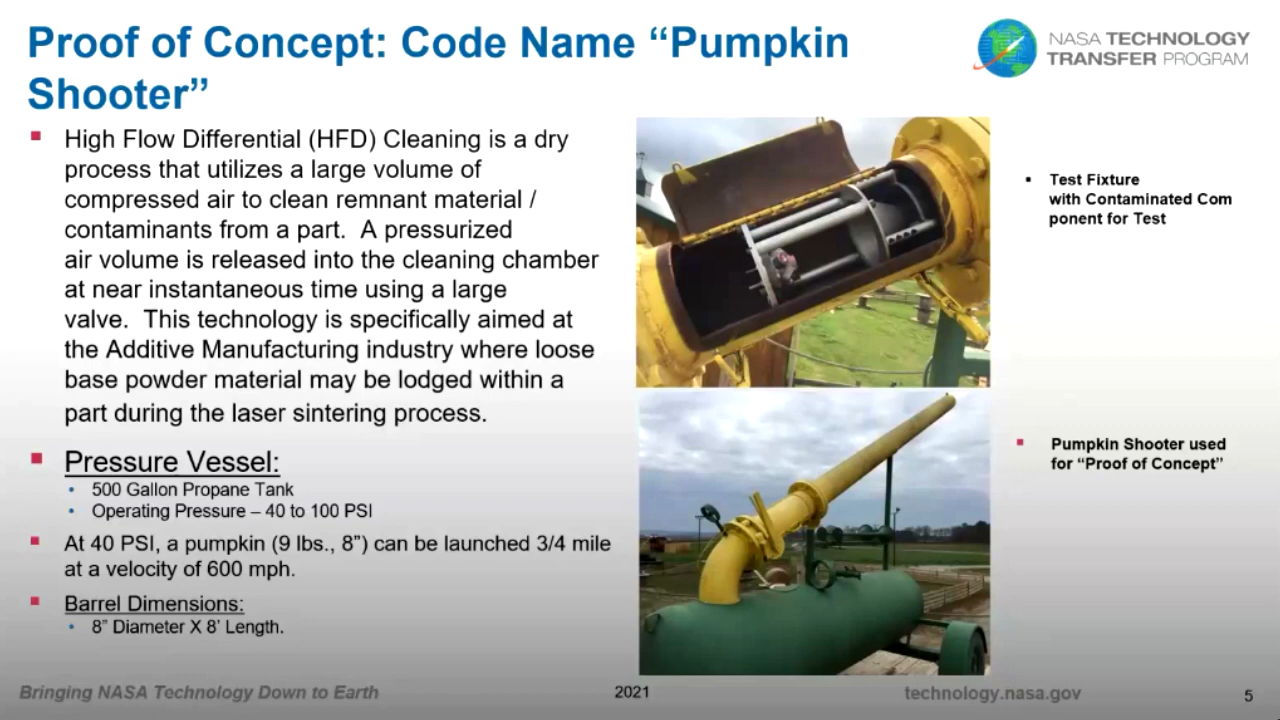 Proof of Concept: Code Name “Pumpkin
Shooter”
NASA TECHNOLOGY
TRANSFER PROGRAM
High Flow Differential (HFD) Cleaning is a dry
process that utilizes a large volume of
compressed air to clean remnant material /
contaminants from a part.  A pressurized
air volume is released into the cleaning chamber
at near instantaneous time using a large
valve.  This technology is specifically aimed at
the Additive Manufacturing industry where loose
base powder material may be lodged within a
part during the laser sintering process.
Pressure Vessel:
500 Gallon Propane Tank
Operating Pressure – 40 to 100 PSI
At 40 PSI, a pumpkin (9 lbs., 8”) can be launched 3/4 mile
at a velocity of 600 mph.
Barrel Dimensions:
8” Diameter X 8’ Length.
Test Fixture
with Contaminated Com
ponent for Test
Pumpkin Shooter used
for “Proof of Concept”
Bringing NASA Technology Down to Earth
2021
technology.nasa.gov
5